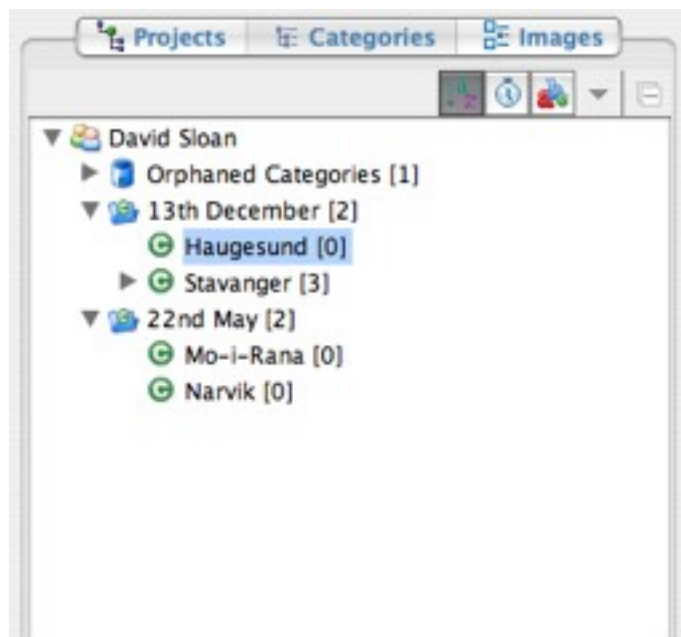 Projects Categories Images
David Sloan
Orphaned Categories [1]
13th December [2]
Haugesund [0]
Stavanger [3]
22nd May [2]
Mo-i-Rana [0]
Narvik [0]